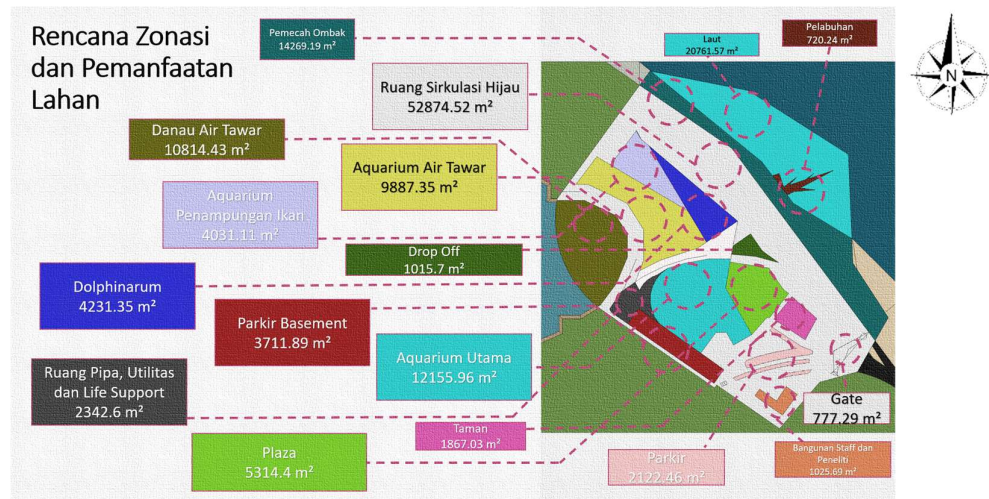 Rencana Zonasi
dan Pemanfaatan
Lahan
Pemecah Ombak
14269.19 m²
Laut
20761.57 m²
Pelabuhan
720.24 m²
N
Ruang Sirkulasi Hijau
52874.52 m²
Danau Air Tawar
10814.43 m²
Aquarium Air Tawar
9887.35 m²
Aquarium
Penampungan Ikan
4031.11 m²
Drop Off
1015.7 m²
Dolphinarum
4231.35 m²
Parkir Basement
3711.89 m²
Aquarium Utama
12155.96 m²
Ruang Pipa, Utilitas
dan Life Support
2342.6 m²
Gate
777.29 m²
Taman
1867.03 m²
Plaza
5314.4 m²
Parkir
2122.46 m²
Bangunan Staff dan
Peneliti
1025.69 m²